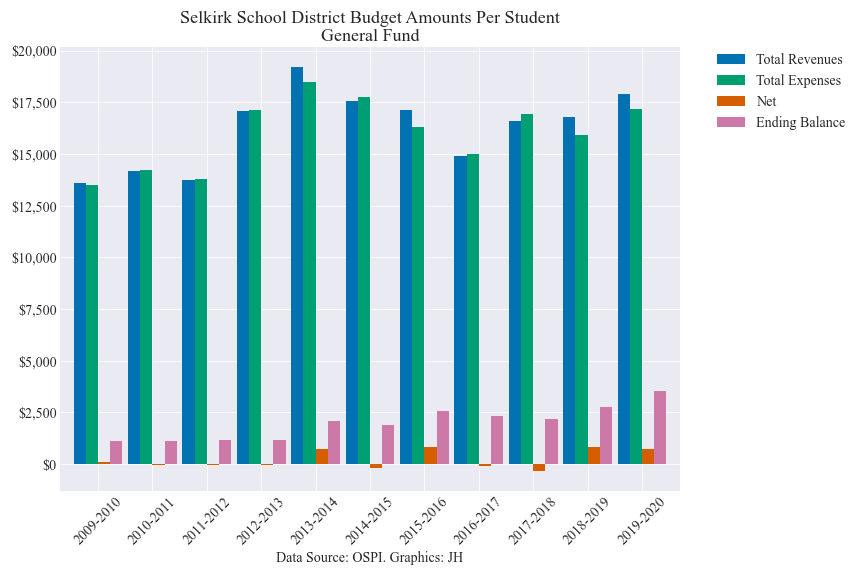 Selkirk School District Budget Amounts Per Student
General Fund
Total Revenues
Total Expenses
Net
Ending Balance
$20,000
$17,500
$15,000
$12,500
$10,000
$7,500
$5,000
$2,500
$0
2009-2010
2010-2011
2011-2012
2012-2013
2013-2014
2014-2015
2015-2016
2016-2017
2017-2018
2018-2019
2019-2020
Data Source: OSPI. Graphics: JH